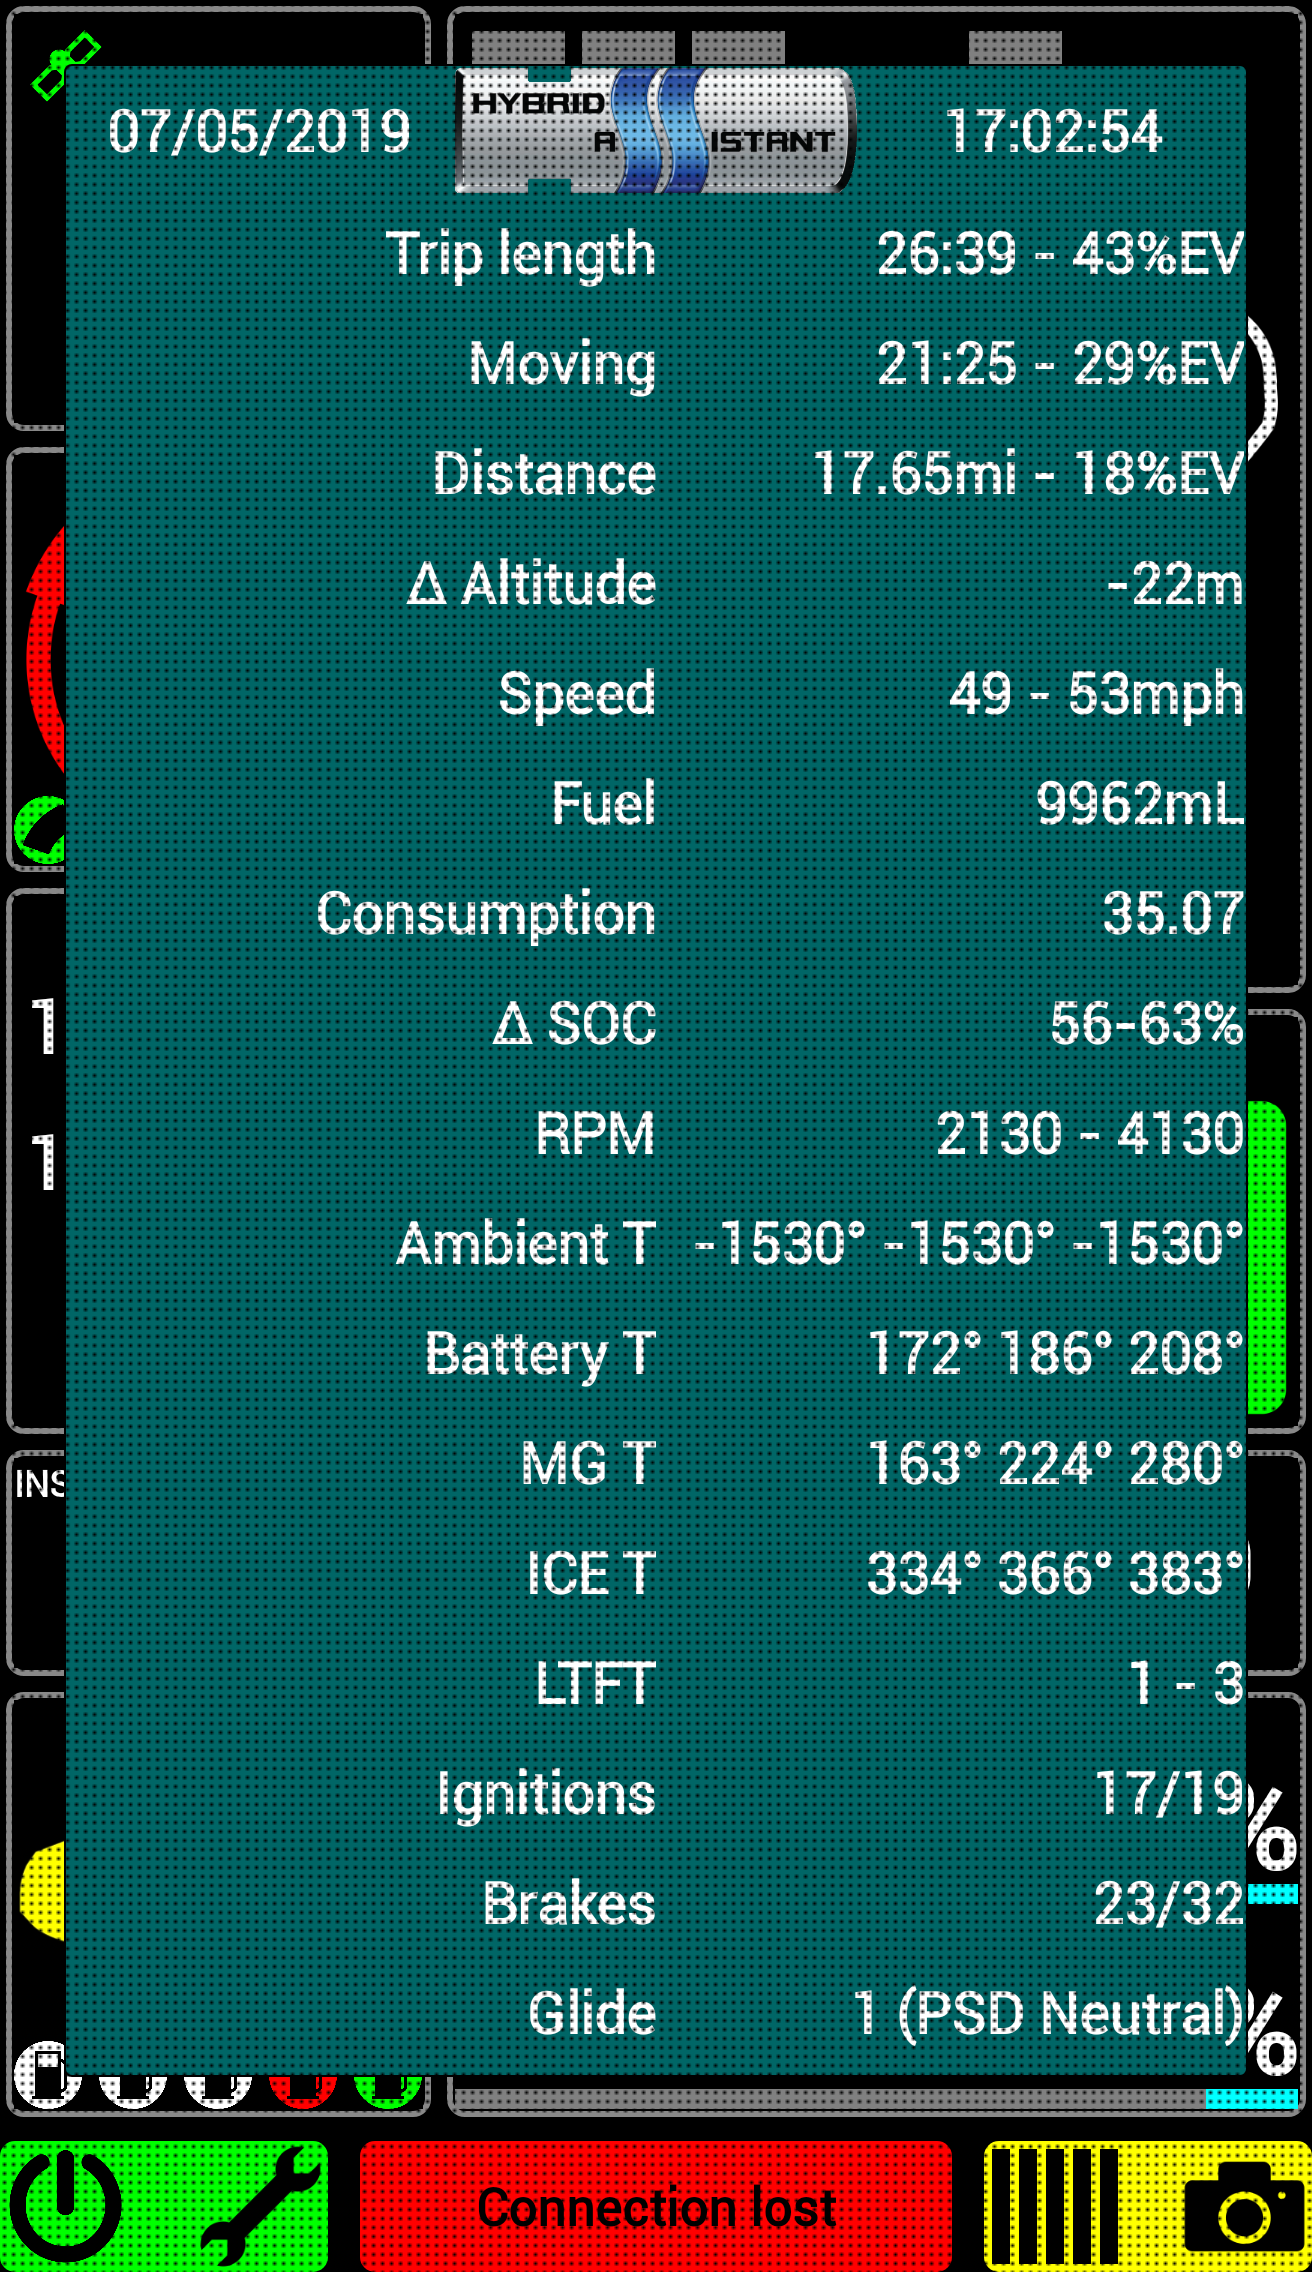 07/05/2019 HYBRID ASSISTANT 17:02:54
Trip length 26:39 - 43%EV
Moving 21:25 - 29%EV
Distance 17.65mi - 18%EV
Δ Altitude -22m
Speed 49 - 53mph
Fuel 9962mL
Consumption 35.07
Δ SOC 56-63%
1
RPM 2130 - 4130
1
Ambient T -1530° -1530° -1530°
Battery T 172° 186° 208°
MG T 163° 224° 280°
INS
ICE T 334° 366° 383°
LTFT 1 - 3
Ignitions 17/19
%
Brakes 23/32
Glide 1 (PSD Neutral)
%
Connection lost